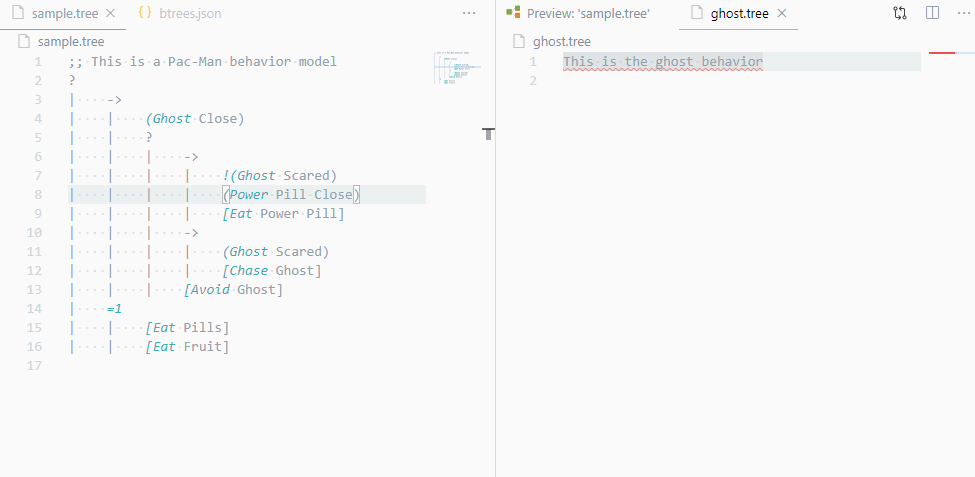 sample.tree btrees.json ...
sample.tree
1 ;; This is a Pac-Man behavior model
2 ?
3 | ->
4 | | (Ghost Close)
5 | | ?
6 | | | ->
7 | | | | !(Ghost Scared)
8 | | | | (Power Pill Close)
9 | | | | [Eat Power Pill]
10 | | | ->
11 | | | | (Ghost Scared)
12 | | | | [Chase Ghost]
13 | | | [Avoid Ghost]
14 | =1
15 | | [Eat Pills]
16 | | [Eat Fruit]
17
Preview: 'sample.tree' ghost.tree
ghost.tree
1 This is the ghost behavior
2